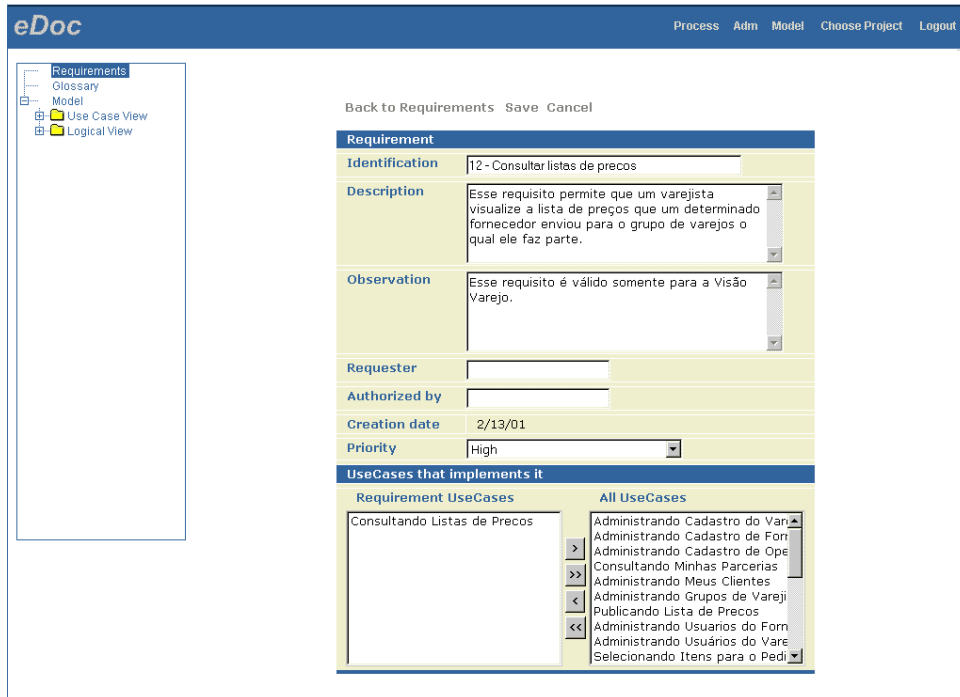 eDoc
Process Adm Model Choose Project Logout
Requirements
Glossary
Model
Use Case View
Logical View
Back to Requirements Save Cancel
Requirement
Identification 12 - Consultar listas de precos
Description Esse requisito permite que um varejista
visualize a lista de preços que um determinado
fornecedor enviou para o grupo de varejos o
qual ele faz parte.
Observation Esse requisito é válido somente para a Visão
Varejo.
Requester
Authorized by
Creation date 2/13/01
Priority High
UseCases that implements it
Requirement UseCases All UseCases
Consultando Listas de Precos
> >> < <<
Administrando Cadastro do Vare
Administrando Cadastro de Forn
Administrando Cadastro de Ope
Consultando Minhas Parcerias
Administrando Meus Clientes
Administrando Grupos de Vareji
Publicando Lista de Precos
Administrando Usuarios do Forn
Administrando Usuários do Vare
Selecionando Itens para o Pedi